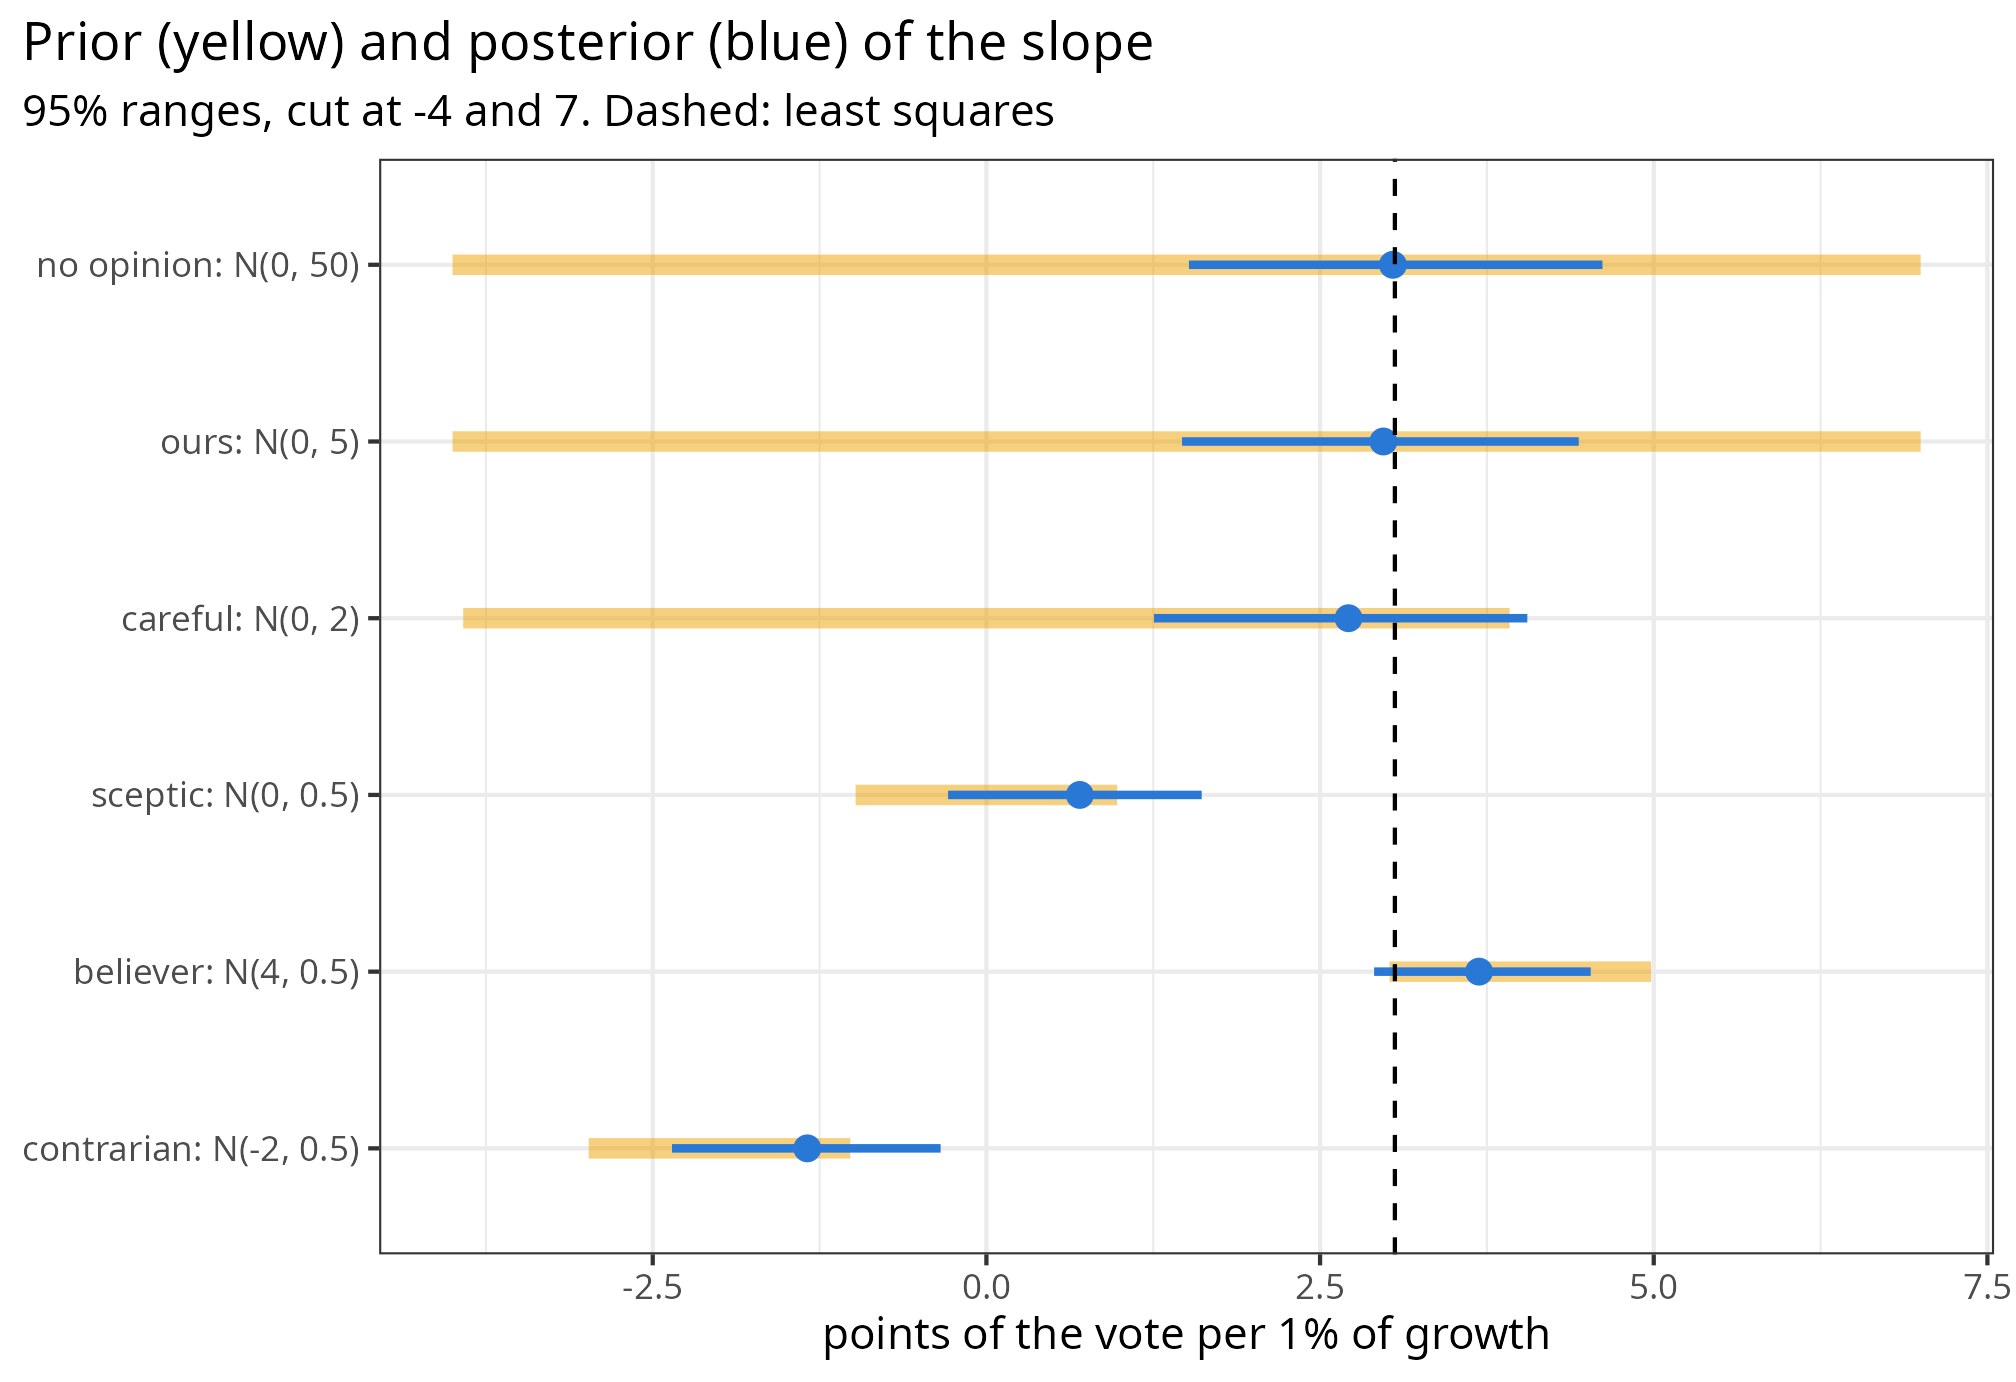 Prior (yellow) and posterior (blue) of the slope
95% ranges, cut at -4 and 7. Dashed: least squares
no opinion: N(0, 50)
ours: N(0, 5)
careful: N(0, 2)
sceptic: N(0, 0.5)
believer: N(4, 0.5)
contrarian: N(-2, 0.5)
-2.5 0.0 2.5 5.0 7.5
points of the vote per 1% of growth